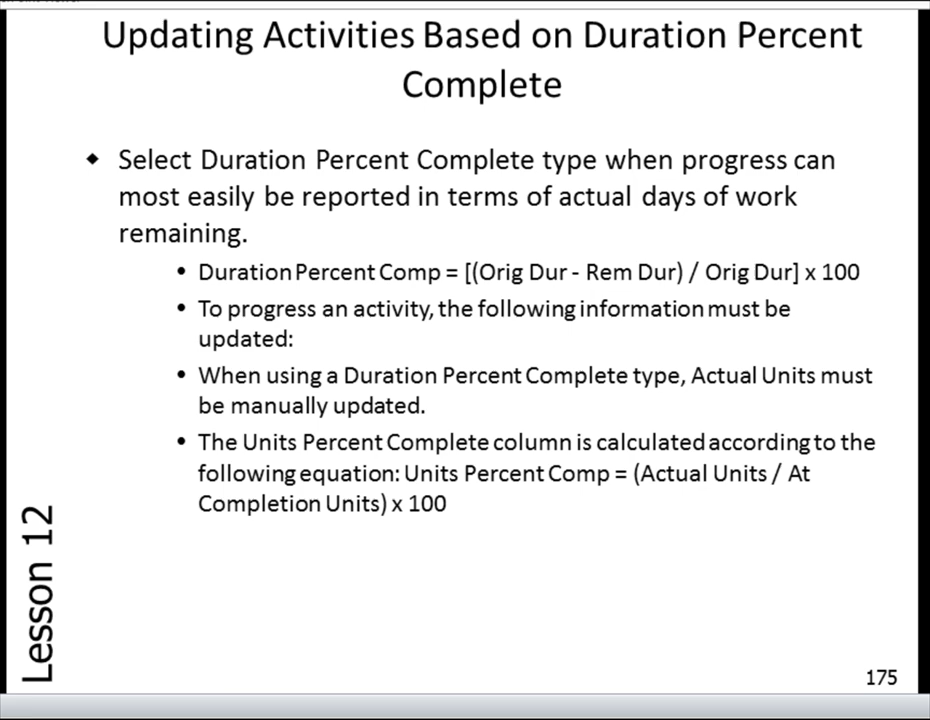 Updating Activities Based on Duration Percent
Complete
◆ Select Duration Percent Complete type when progress can
most easily be reported in terms of actual days of work
remaining.
• Duration Percent Comp = [(Orig Dur - Rem Dur) / Orig Dur] x 100
• To progress an activity, the following information must be
updated:
• When using a Duration Percent Complete type, Actual Units must
be manually updated.
• The Units Percent Complete column is calculated according to the
following equation: Units Percent Comp = (Actual Units / At
Completion Units) x 100
Lesson 12
175